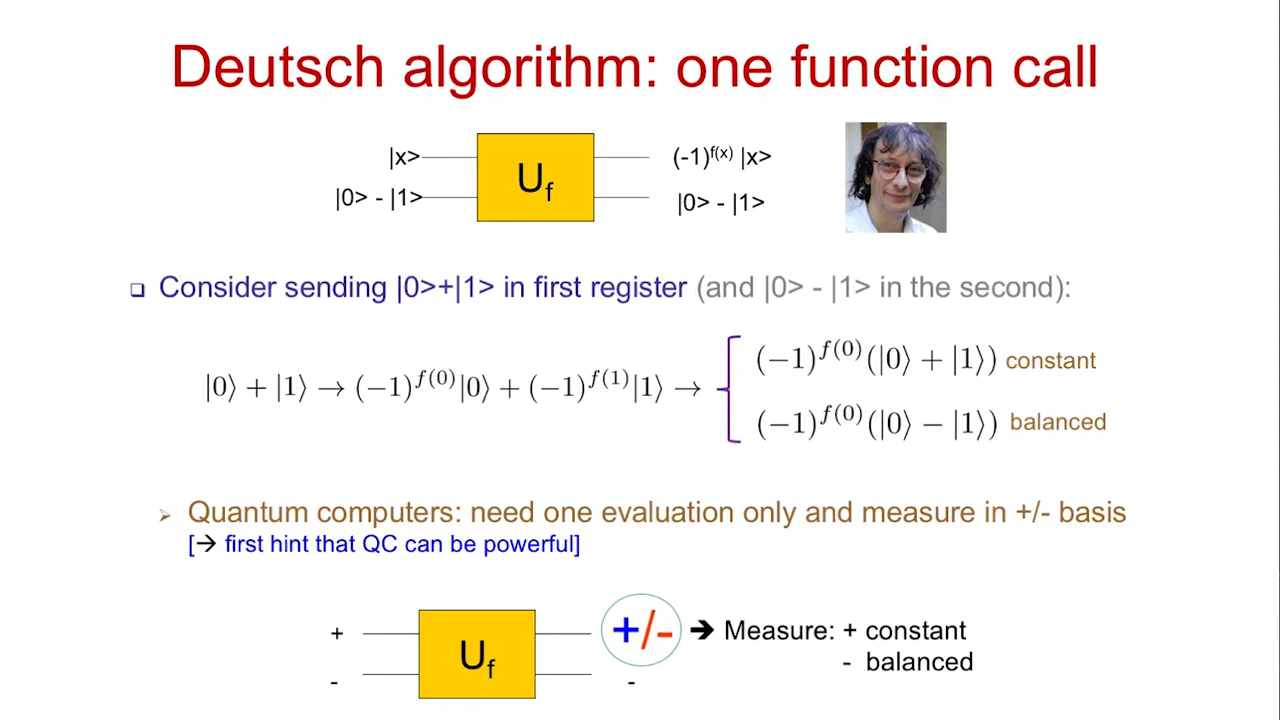 Deutsch algorithm: one function call
|x>
U_f
(-1)^{f(x)} |x>
|0> - |1>
|0> - |1>
❑ Consider sending |0>+|1> in first register (and |0> - |1> in the second):
|0⟩ + |1⟩ → (−1)^{f(0)}|0⟩ + (−1)^{f(1)}|1⟩ →
(−1)^{f(0)}(|0⟩ + |1⟩) constant
(−1)^{f(0)}(|0⟩ − |1⟩) balanced
➢ Quantum computers: need one evaluation only and measure in +/- basis
[→ first hint that QC can be powerful]
+
-
U_f
+/-
-
➔ Measure: + constant
- balanced